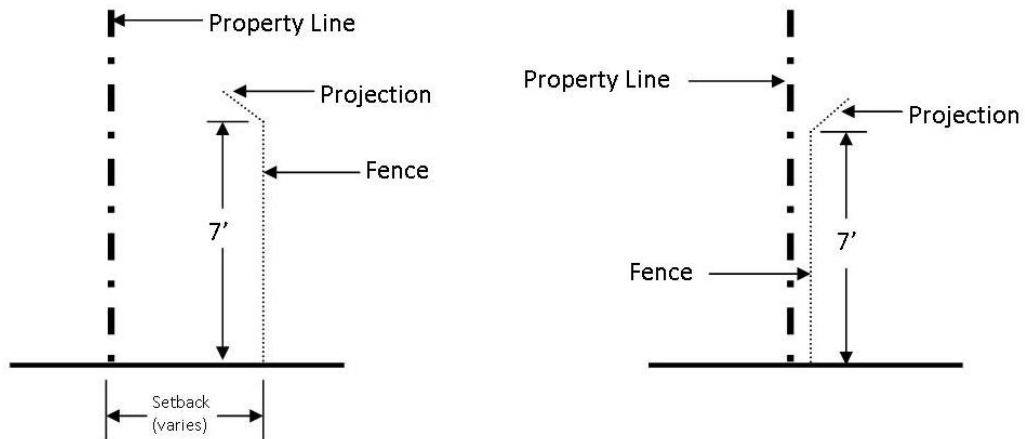 Property Line
Projection
Fence
7’
Setback
(varies)
Property Line
Projection
7’
Fence